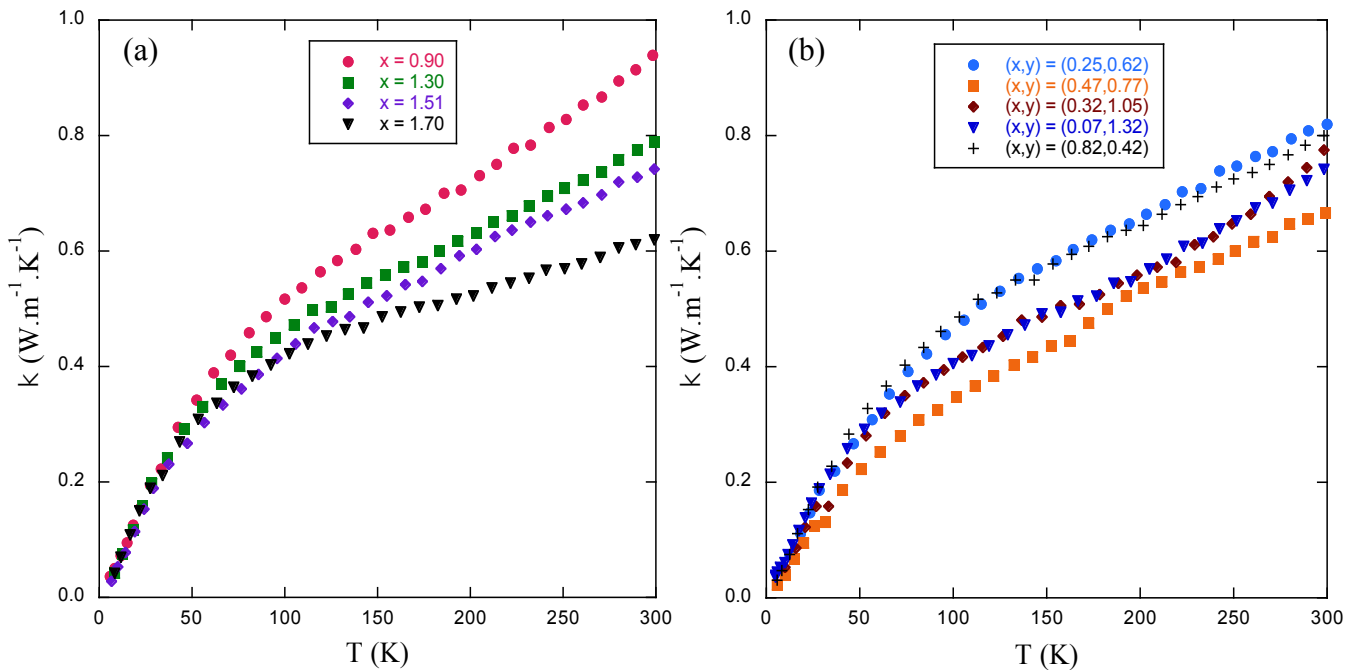 (a)
x = 0.90
x = 1.30
x = 1.51
x = 1.70
1.0
0.8
0.6
0.4
0.2
0.0
κ (W.m⁻¹.K⁻¹)
0
50
100
150
200
250
300
T (K)
(b)
(x,y) = (0.25,0.62)
(x,y) = (0.47,0.77)
(x,y) = (0.32,1.05)
(x,y) = (0.07,1.32)
(x,y) = (0.82,0.42)
1.0
0.8
0.6
0.4
0.2
0.0
κ (W.m⁻¹.K⁻¹)
0
50
100
150
200
250
300
T (K)